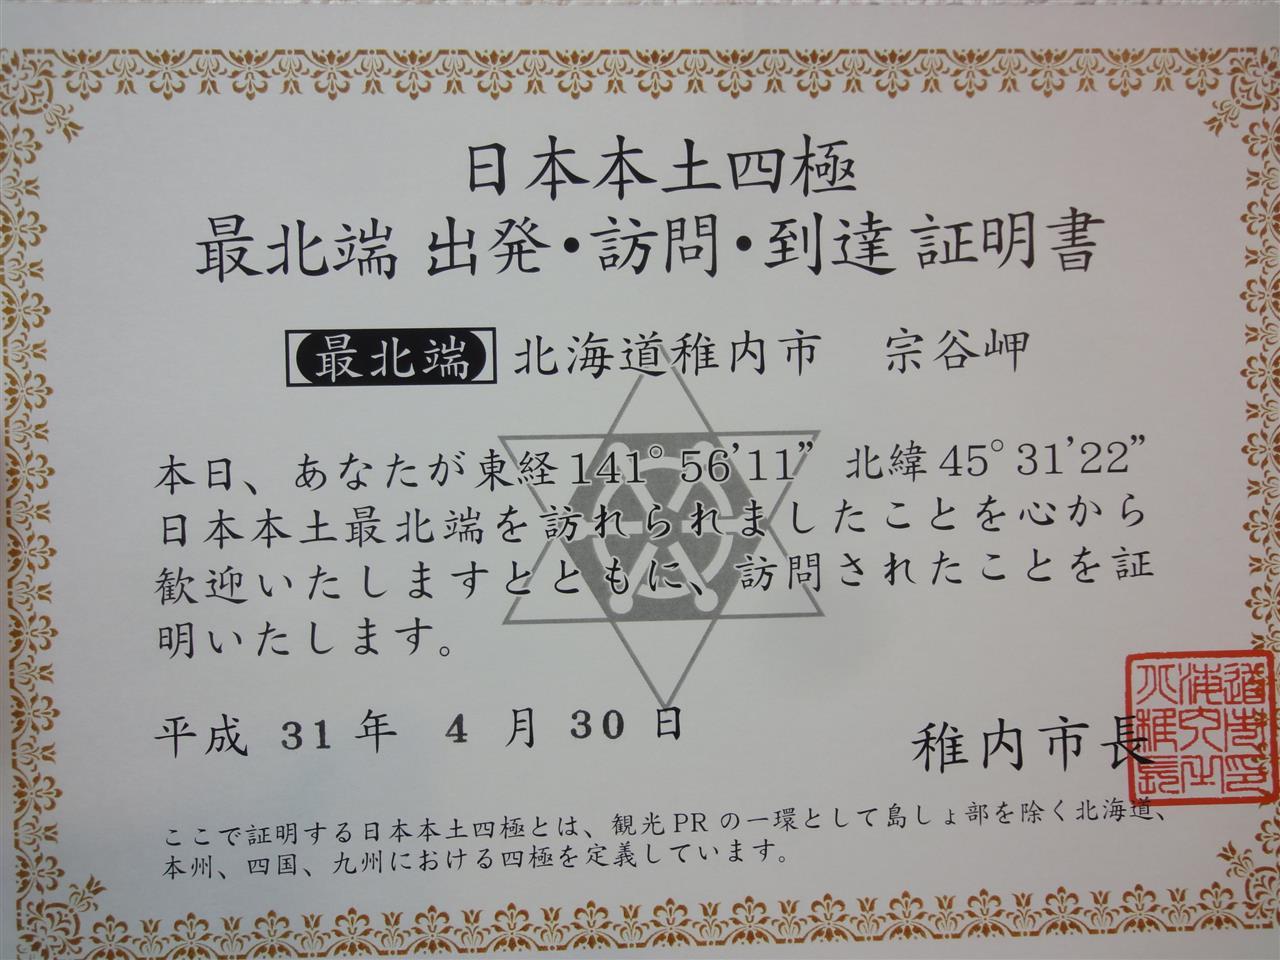 日本本土四極
最北端 出発・訪問・到達 証明書
最北端 北海道稚内市　宗谷岬
本日、あなたが東経141°56’11” 北緯45°31’22”
日本本土最北端を訪れられましたことを心から
歓迎いたしますとともに、訪問されたことを証
明いたします。
平成 31 年 4 月 30 日
稚内市長
ここで証明する日本本土四極とは、観光PRの一環として島しょ部を除く北海道、
本州、四国、九州における四極を定義しています。